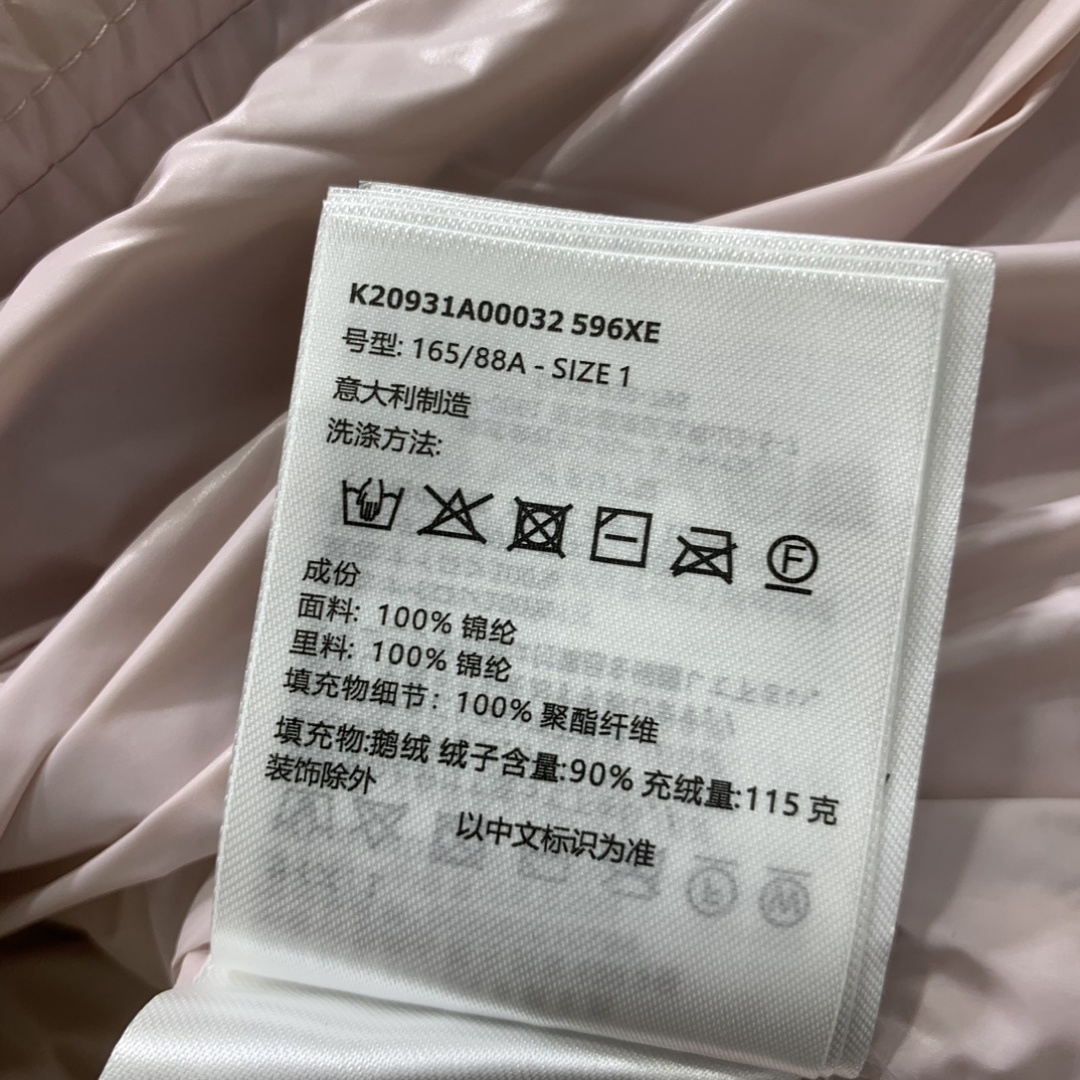 K20931A00032 596XE
号型: 165/88A - SIZE 1
意大利制造
洗涤方法:
F
成份
面料: 100% 锦纶
里料: 100% 锦纶
填充物细节: 100% 聚酯纤维
填充物:鹅绒 绒子含量:90% 充绒量:115 克
装饰除外
以中文标识为准